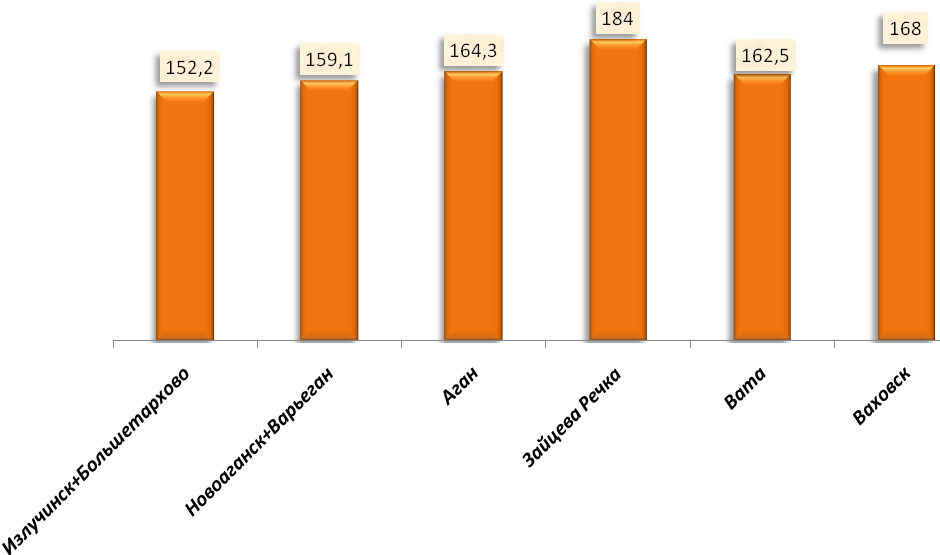 152,2
159,1
164,3
184
162,5
168
Излучинск+Большетархово
Новоаганск+Варьеган
Аган
Зайцева Речка
Вата
Ваховск